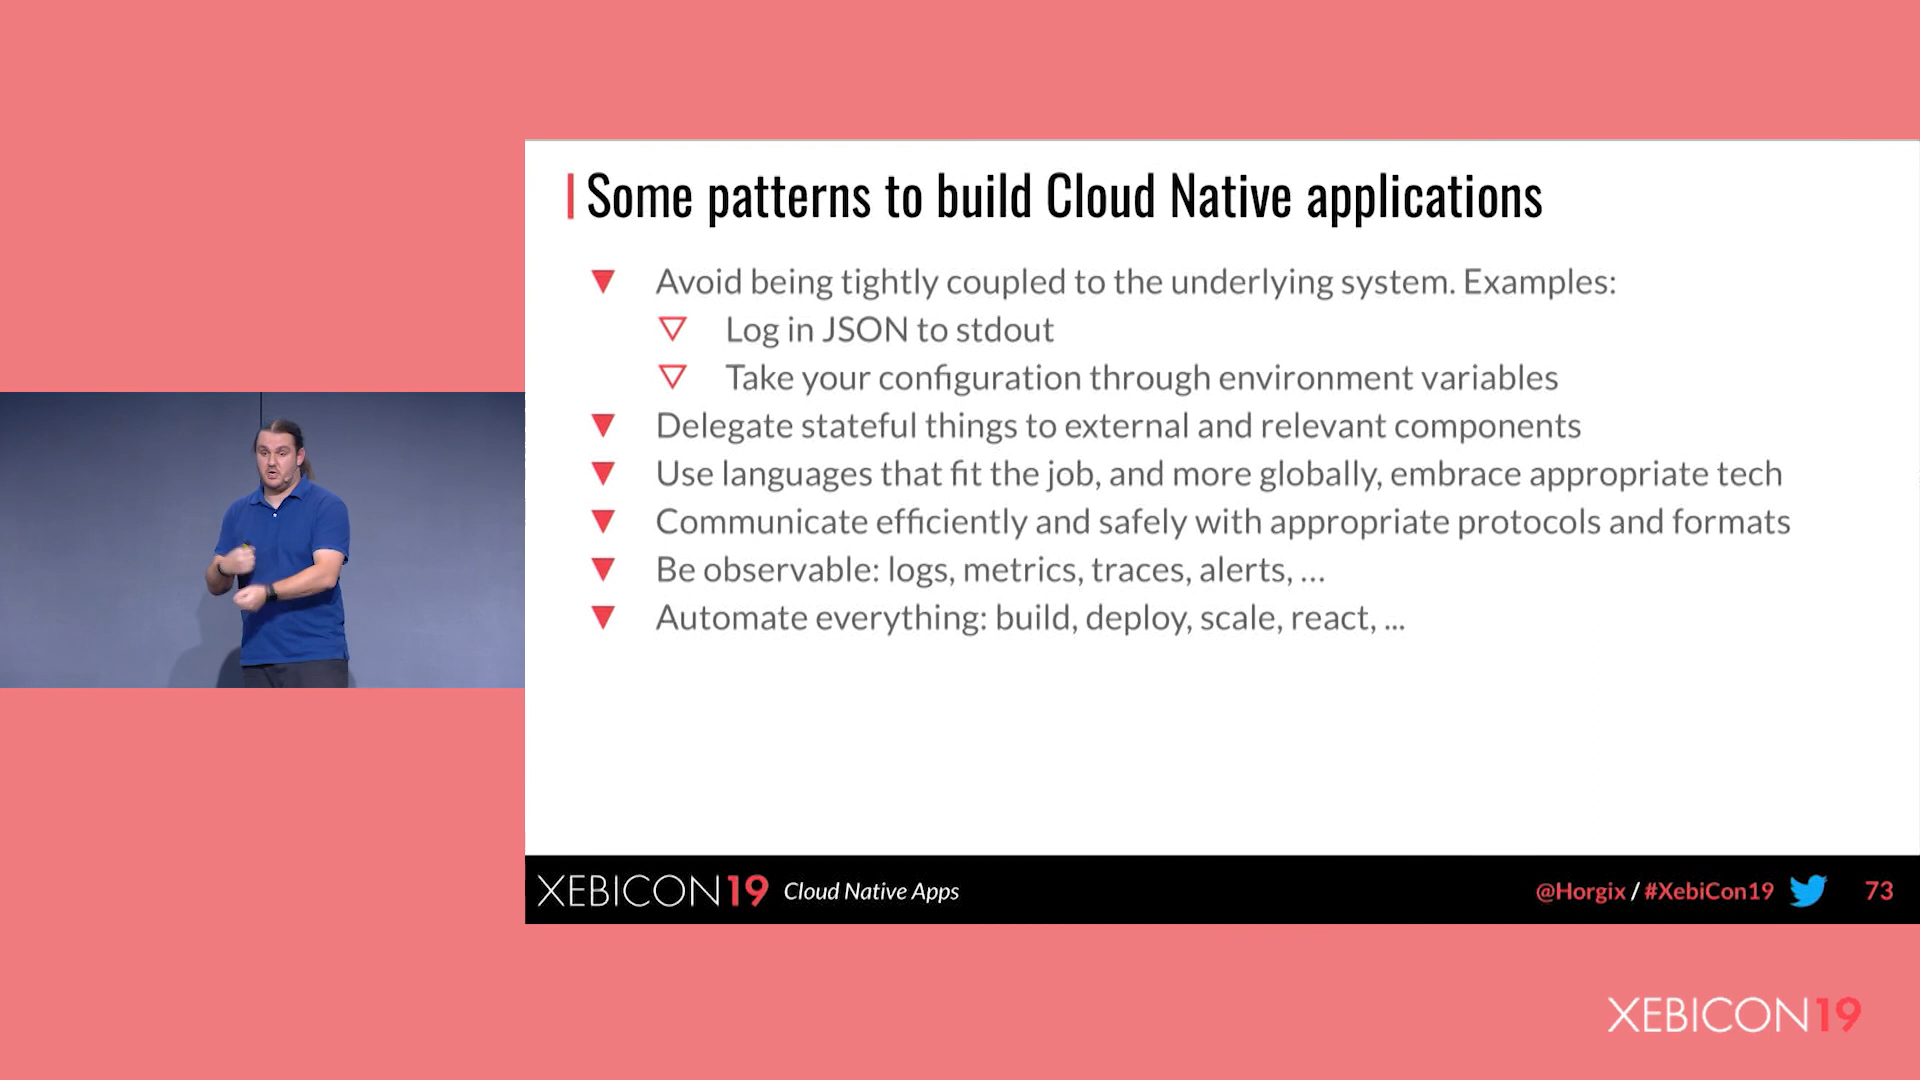 Some patterns to build Cloud Native applications
Avoid being tightly coupled to the underlying system. Examples:
Log in JSON to stdout
Take your configuration through environment variables
Delegate stateful things to external and relevant components
Use languages that fit the job, and more globally, embrace appropriate tech
Communicate efficiently and safely with appropriate protocols and formats
Be observable: logs, metrics, traces, alerts, …
Automate everything: build, deploy, scale, react, ...
XEBICON19 Cloud Native Apps @Horgix / #XebiCon19 73
XEBICON19